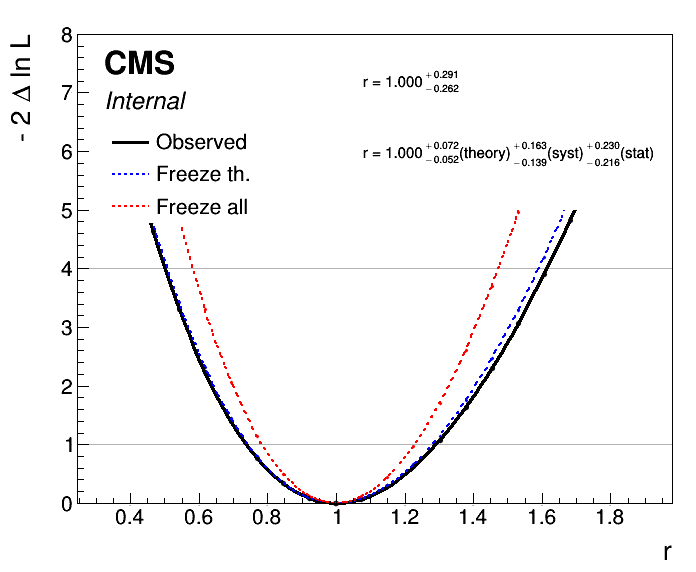 - 2 Δ ln L
8
7
6
5
4
3
2
1
0
CMS
Internal
Observed
Freeze th.
Freeze all
r = 1.000 +0.291 −0.262
r = 1.000 +0.072 −0.052 (theory) +0.163 −0.139 (syst) +0.230 −0.216 (stat)
0.4 0.6 0.8 1 1.2 1.4 1.6 1.8
r